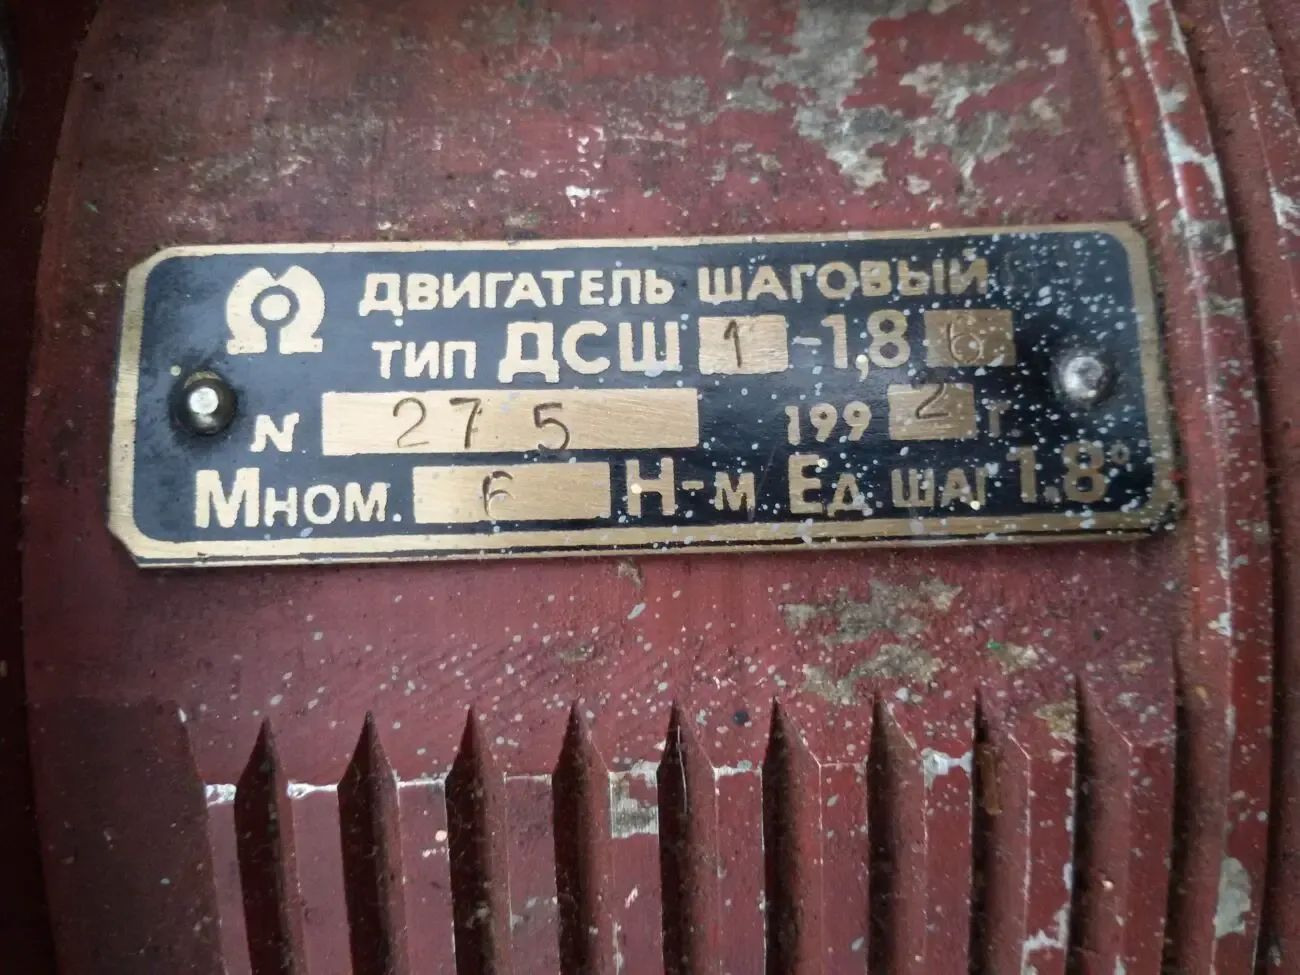 ДВИГАТЕЛЬ ШАГОВЫЙ
ТИП ДСШ 1 -1,8 6
N 275 1992 г
Мном. 6 Н-м Ед шаг 1.8°